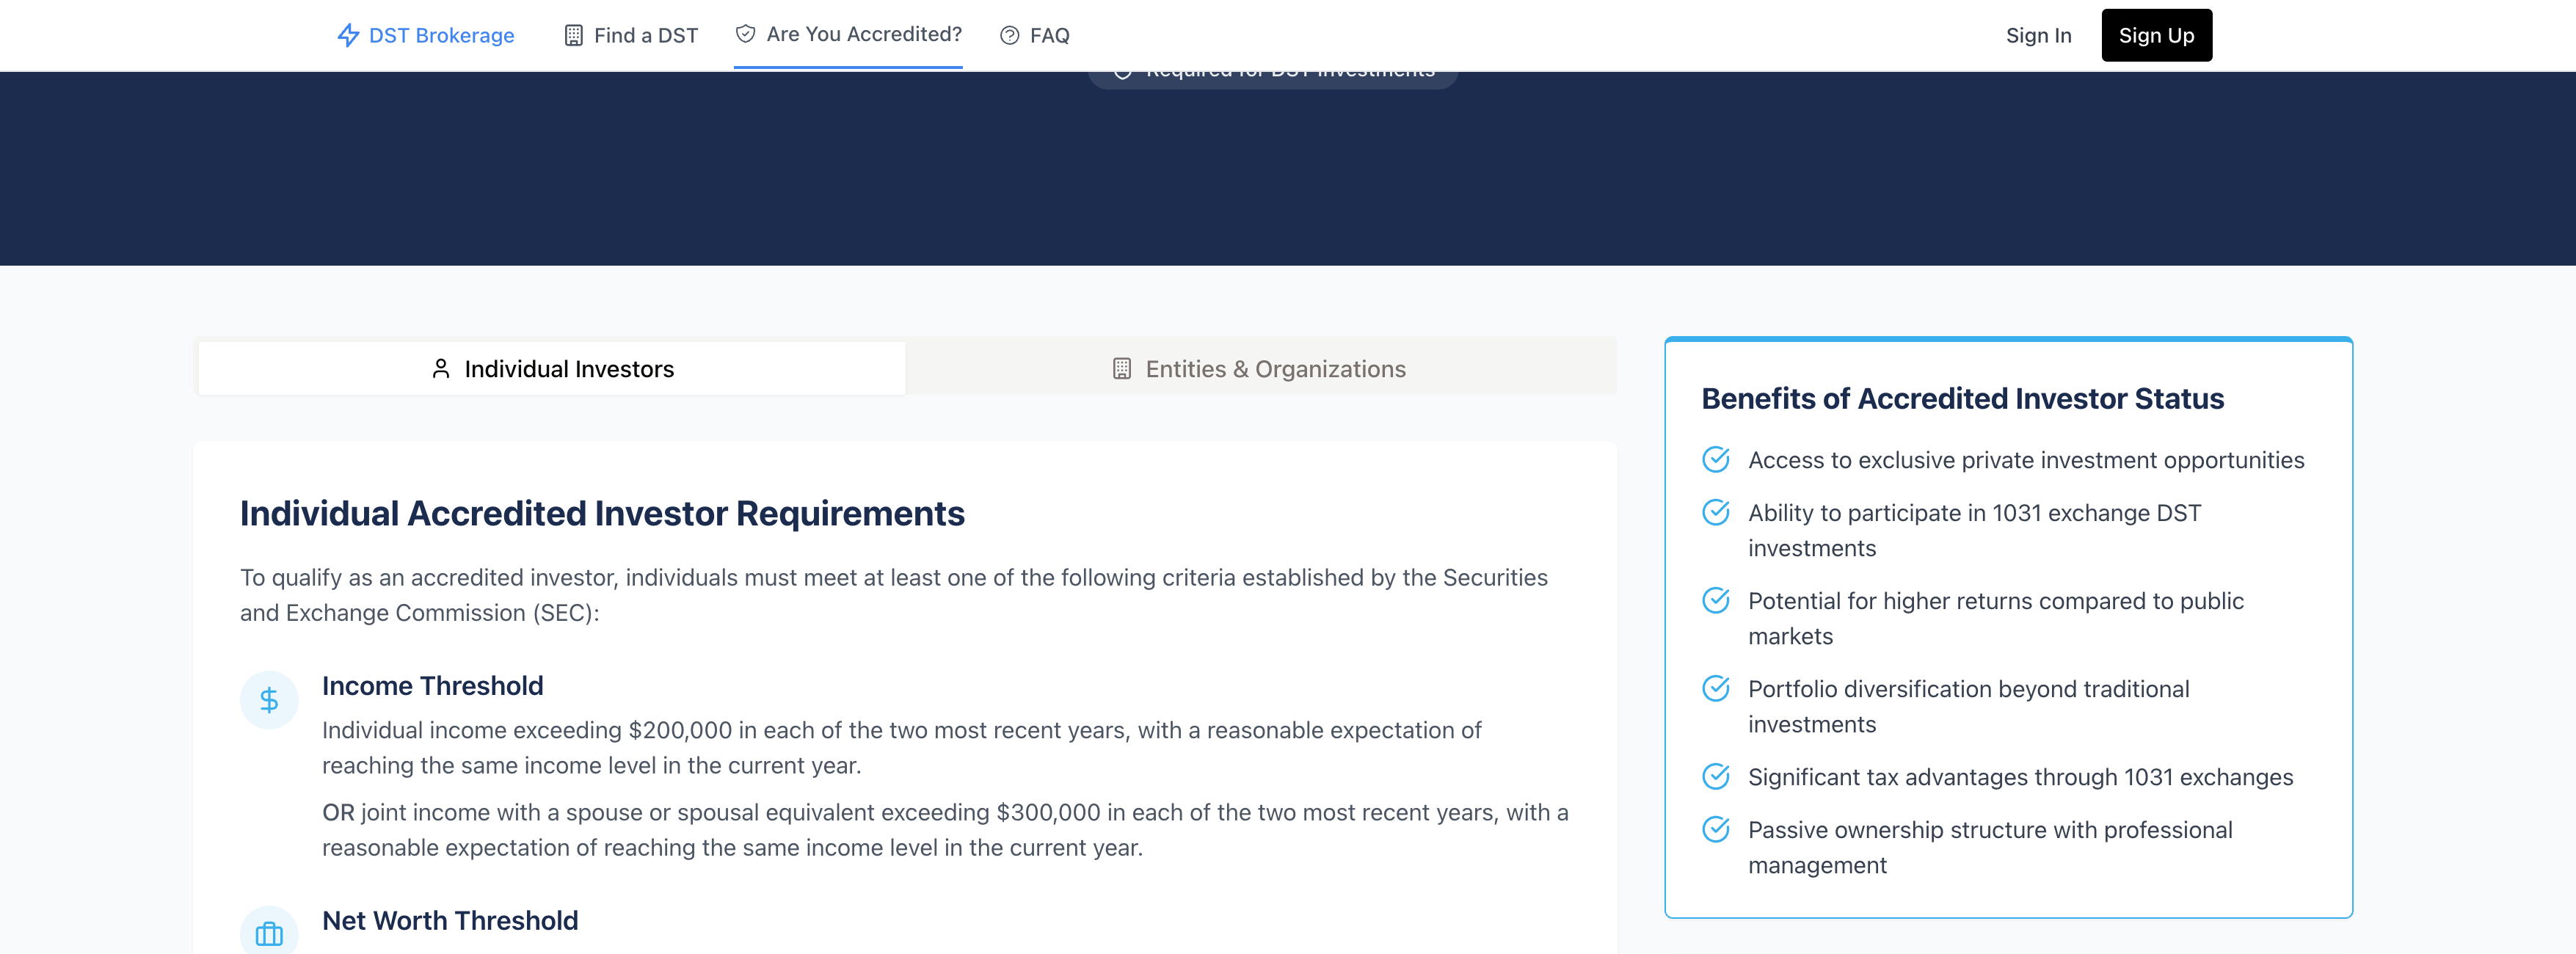 DST Brokerage
Find a DST
Are You Accredited?
FAQ
Sign In
Sign Up
Required for DST Investments
Individual Investors
Entities & Organizations
Individual Accredited Investor Requirements
To qualify as an accredited investor, individuals must meet at least one of the following criteria established by the Securities
and Exchange Commission (SEC):
Income Threshold
Individual income exceeding $200,000 in each of the two most recent years, with a reasonable expectation of
reaching the same income level in the current year.
OR joint income with a spouse or spousal equivalent exceeding $300,000 in each of the two most recent years, with a
reasonable expectation of reaching the same income level in the current year.
Net Worth Threshold
Benefits of Accredited Investor Status
Access to exclusive private investment opportunities
Ability to participate in 1031 exchange DST
investments
Potential for higher returns compared to public
markets
Portfolio diversification beyond traditional
investments
Significant tax advantages through 1031 exchanges
Passive ownership structure with professional
management